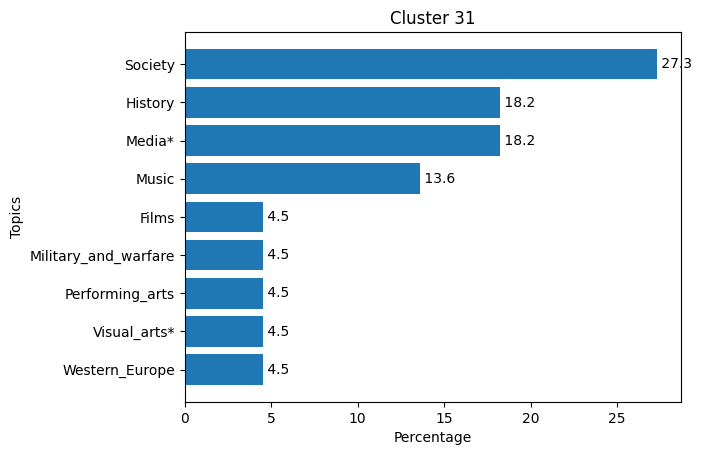 Cluster 31
Topics
Society 27.3
History 18.2
Media* 18.2
Music 13.6
Films 4.5
Military_and_warfare 4.5
Performing_arts 4.5
Visual_arts* 4.5
Western_Europe 4.5
0 5 10 15 20 25
Percentage